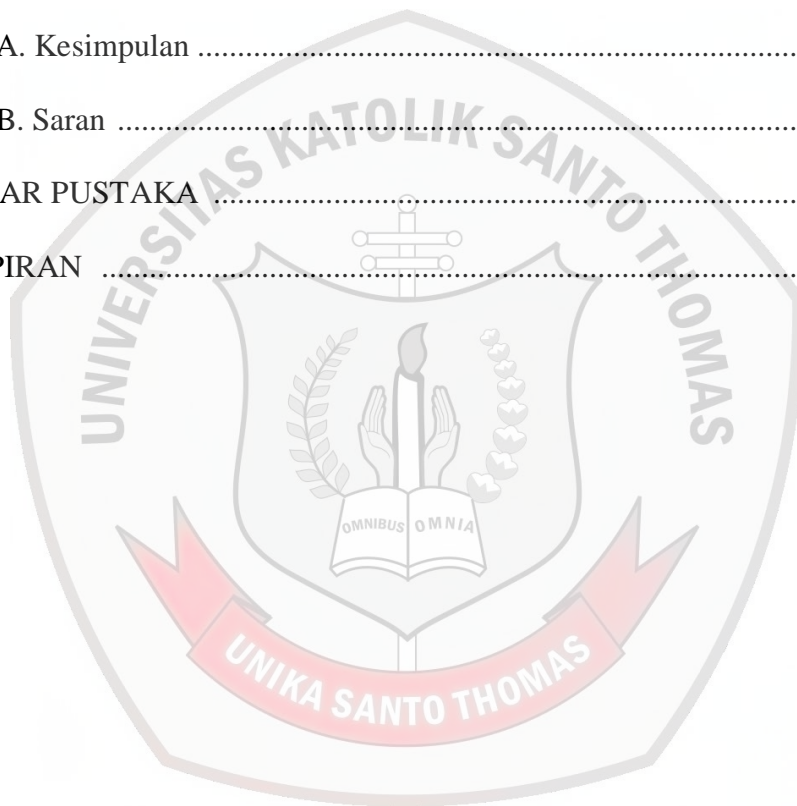 A. Kesimpulan ..........................................................................
B. Saran ....................................................................................
AR PUSTAKA ........................................................................
PIRAN ......................................................................................
UNIVERSITAS KATOLIK SANTO THOMAS
OMNIBUS OMNIA
UNIKA SANTO THOMAS